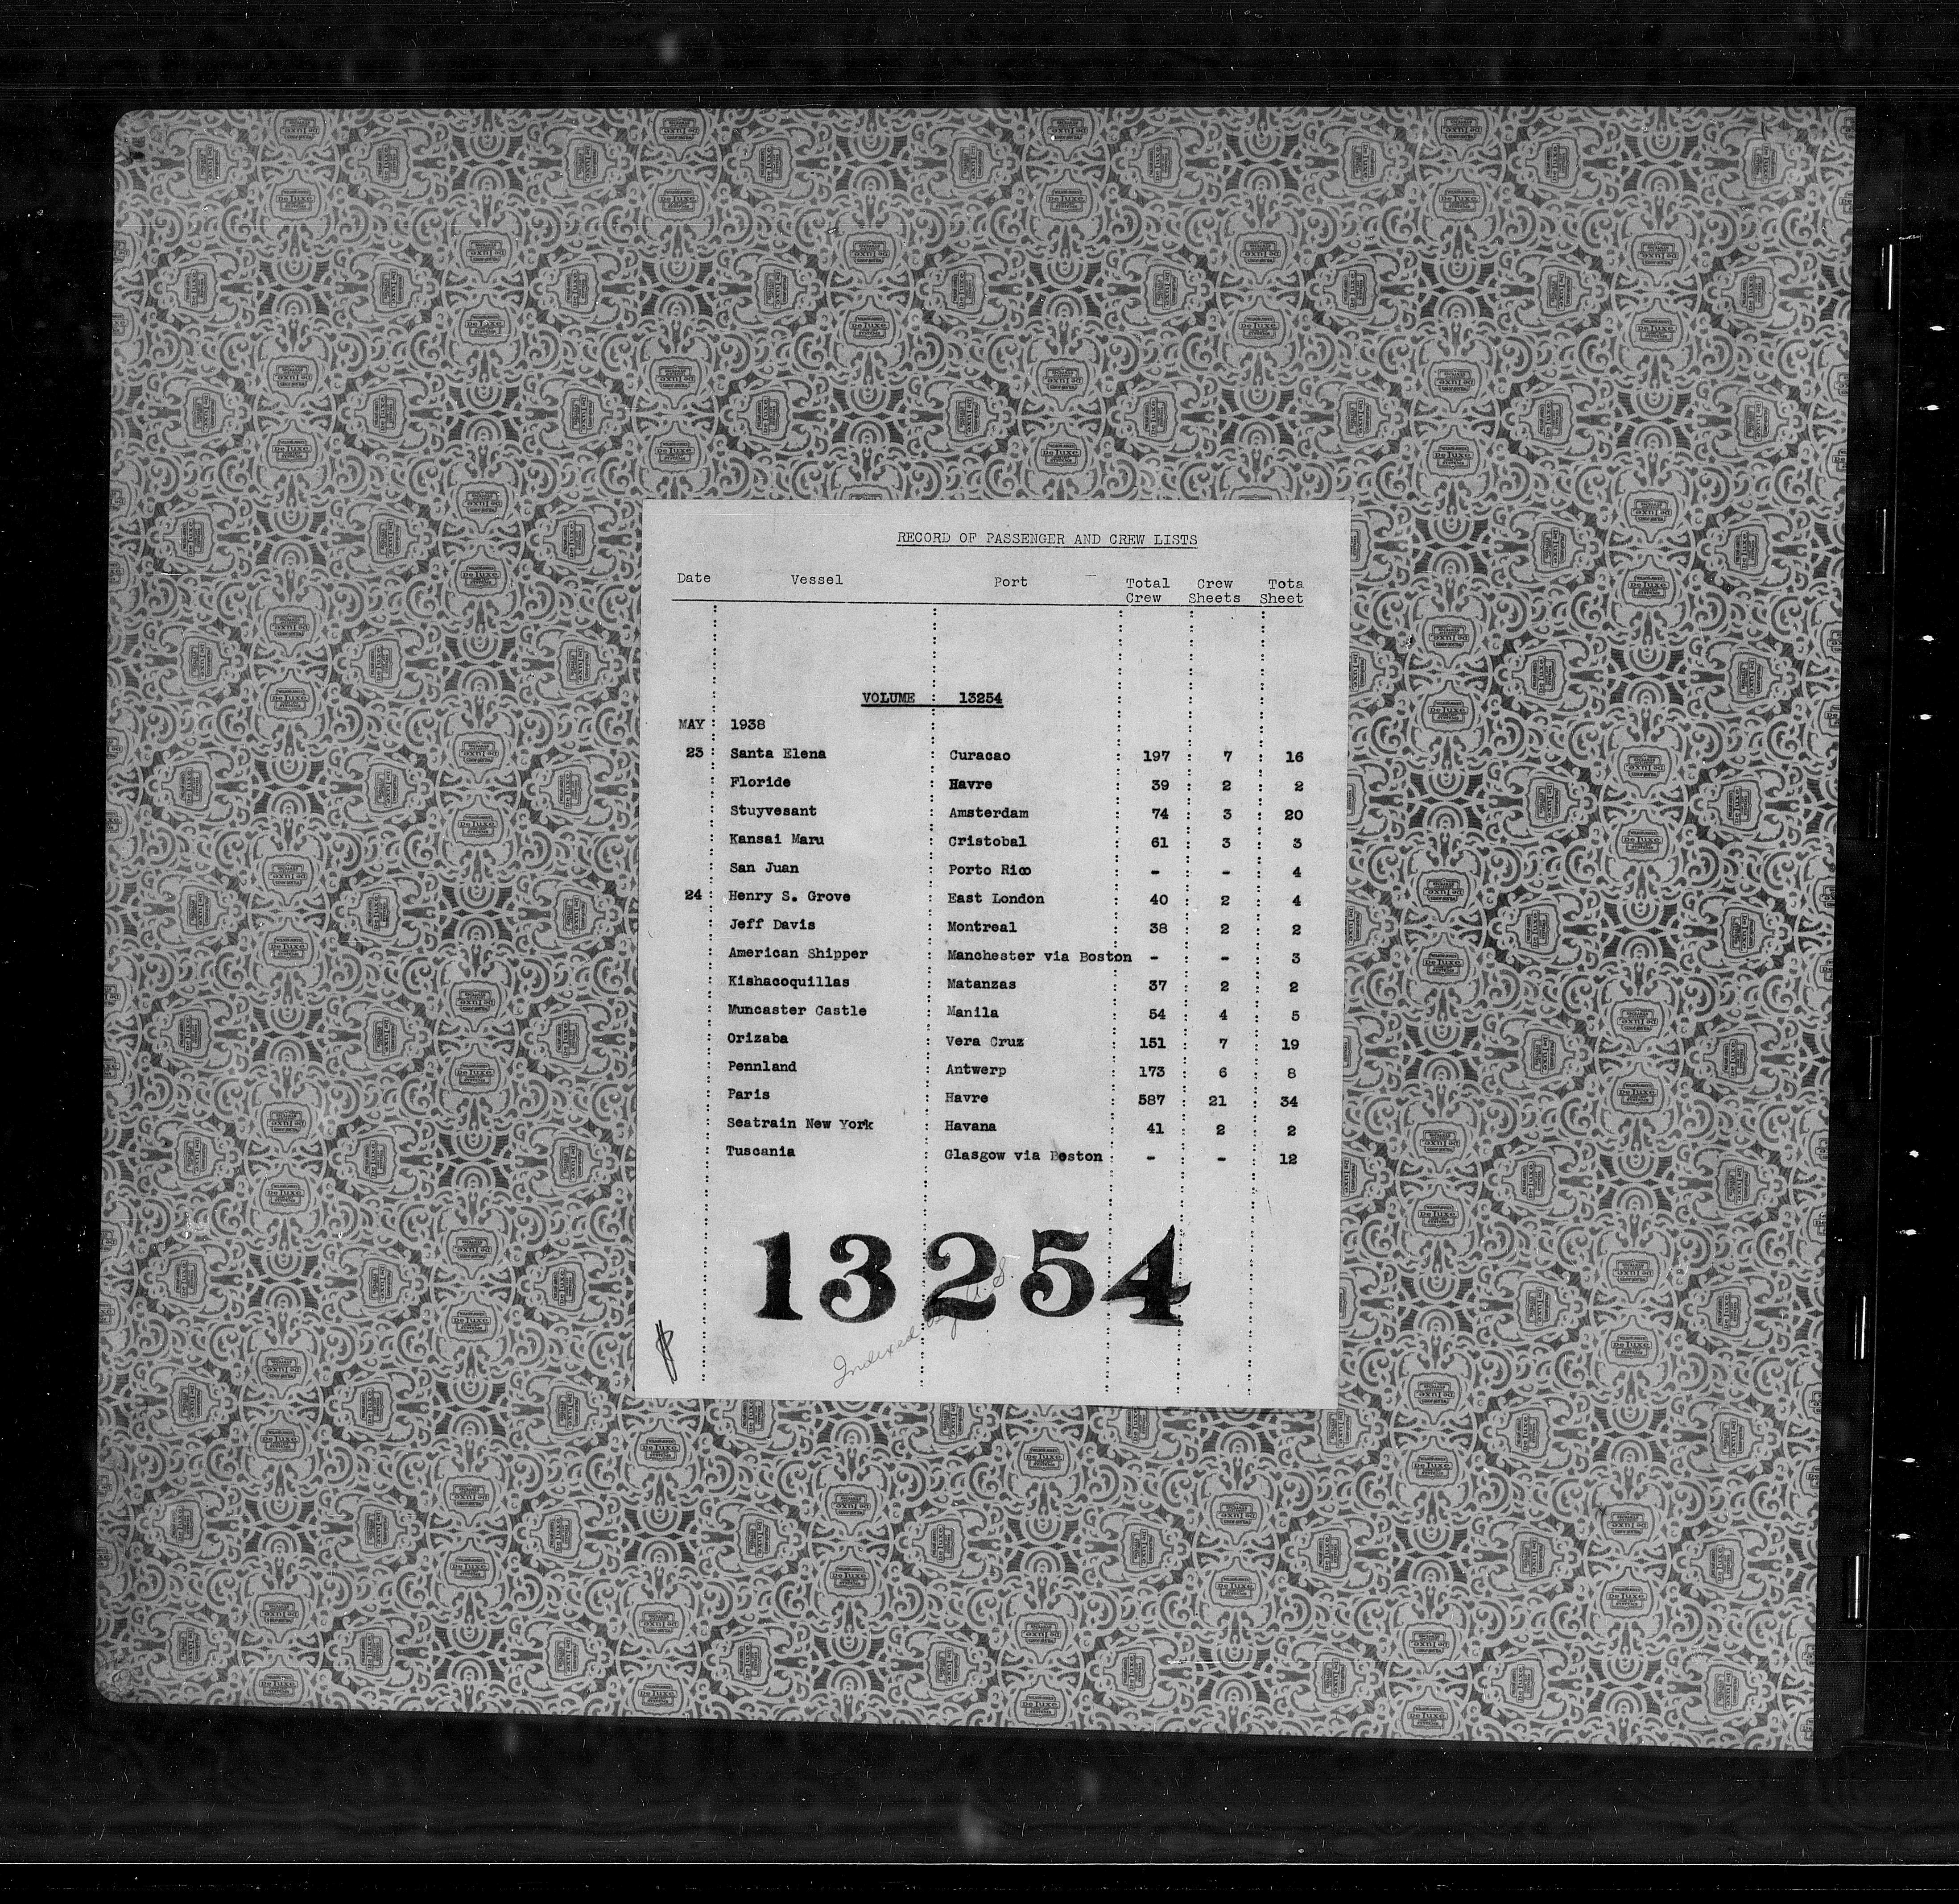 RECORD OF PASSENGER AND CREW LISTS
Date Vessel Port Total Crew Tota
Crew Sheets Sheet
VOLUME : 13254
MAY : 1938
23 : Santa Elena : Curacao : 197 : 7 : 16
: Floride : Havre : 39 : 2 : 2
: Stuyvesant : Amsterdam : 74 : 3 : 20
: Kansai Maru : Cristobal : 61 : 3 : 3
: San Juan : Porto Rico : - : - : 4
24 : Henry S. Grove : East London : 40 : 2 : 4
: Jeff Davis : Montreal : 38 : 2 : 2
: American Shipper : Manchester via Boston - : - : 3
: Kishacoquillas : Matanzas : 37 : 2 : 2
: Muncaster Castle : Manila : 54 : 4 : 5
: Orizaba : Vera Cruz : 151 : 7 : 19
: Pennland : Antwerp : 173 : 6 : 8
: Paris : Havre : 587 : 21 : 34
: Seatrain New York : Havana : 41 : 2 : 2
: Tuscania : Glasgow via Boston : - : - : 12
13254
Indexed by
De Luxe